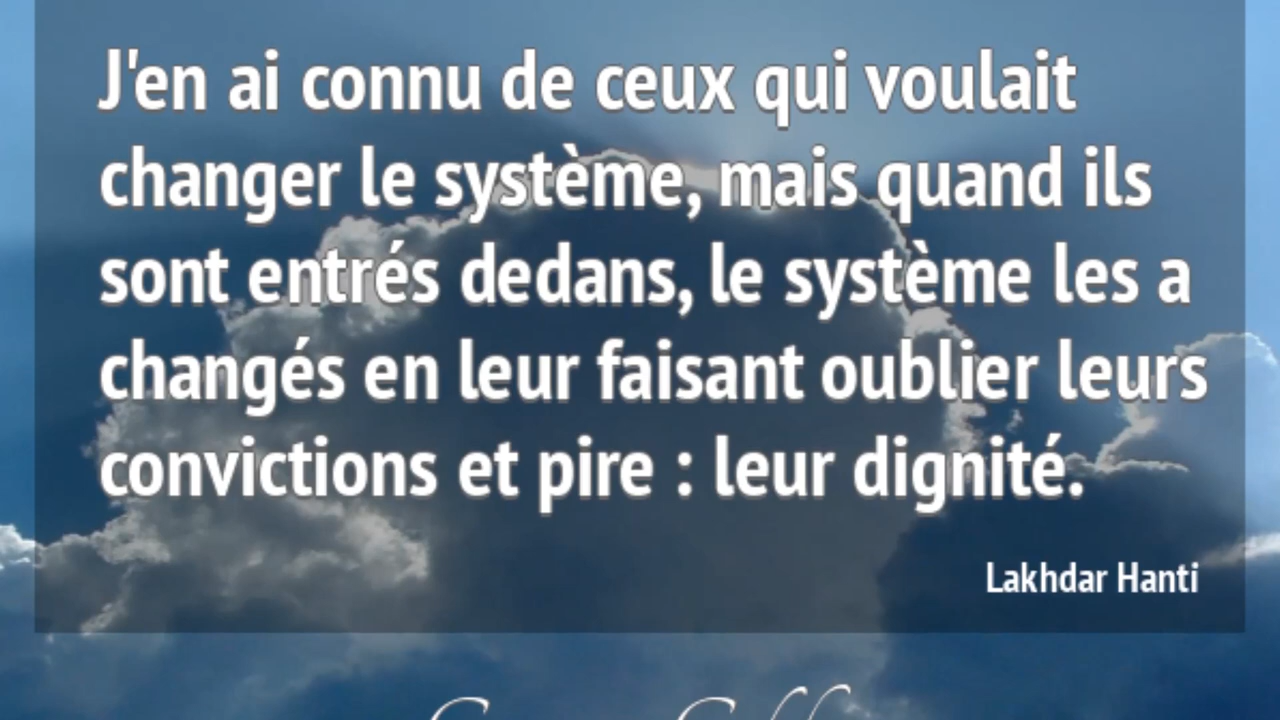 J'en ai connu de ceux qui voulait
changer le système, mais quand ils
sont entrés dedans, le système les a
changés en leur faisant oublier leurs
convictions et pire : leur dignité.
Lakhdar Hanti